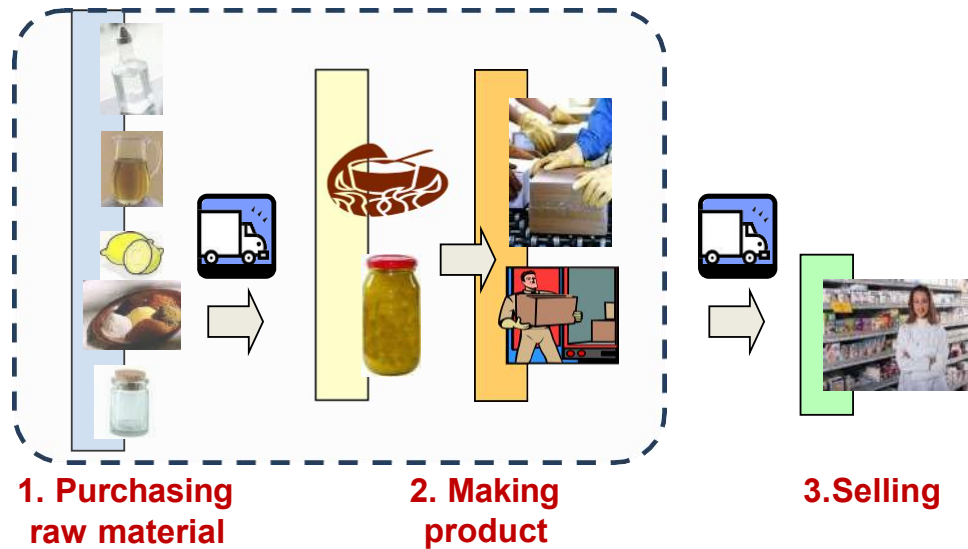 1. Purchasing
raw material
2. Making
product
3.Selling